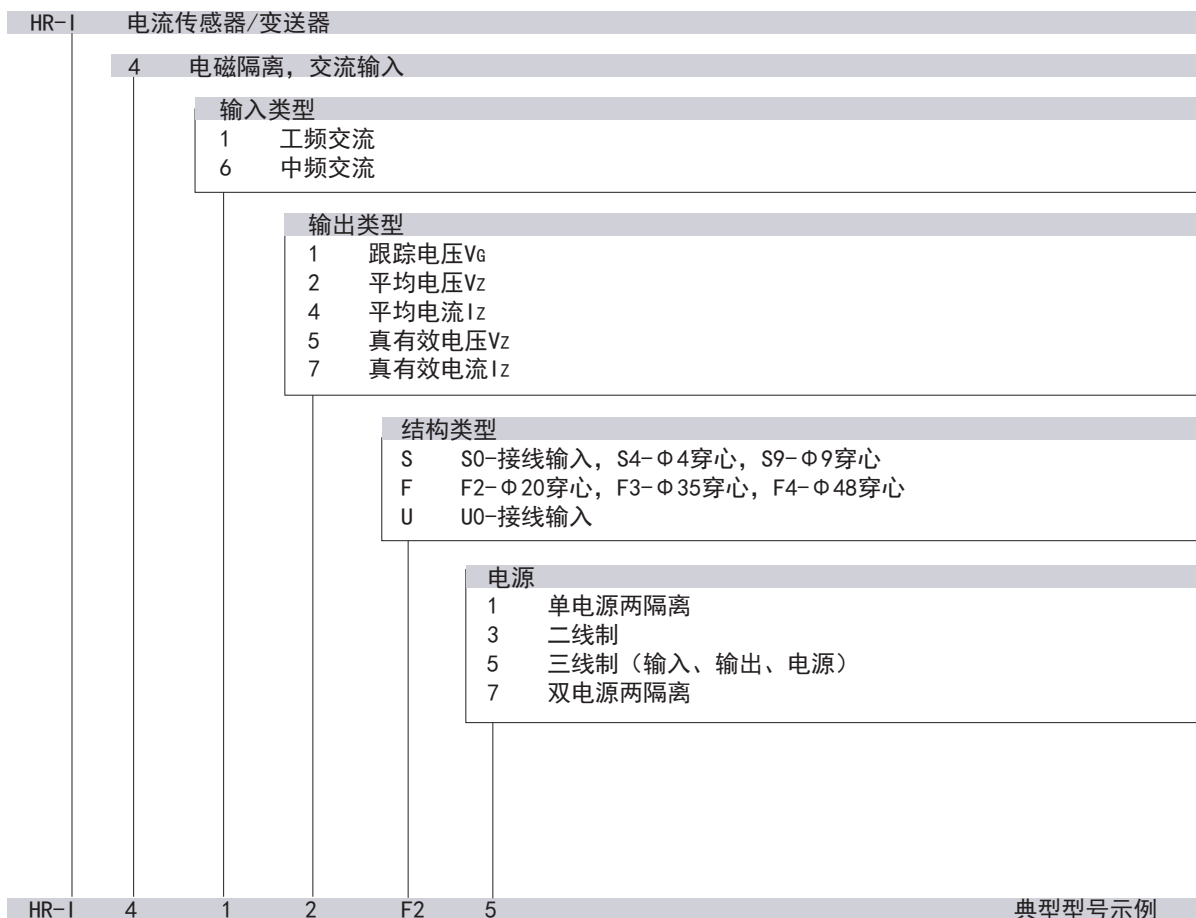 HR-I 电流传感器/变送器
4 电磁隔离，交流输入
输入类型
1 工频交流
6 中频交流
输出类型
1 跟踪电压VG
2 平均电压VZ
4 平均电流IZ
5 真有效电压VZ
7 真有效电流IZ
结构类型
S S0-接线输入，S4-Φ4穿心，S9-Φ9穿心
F F2-Φ20穿心，F3-Φ35穿心，F4-Φ48穿心
U U0-接线输入
电源
1 单电源两隔离
3 二线制
5 三线制（输入、输出、电源）
7 双电源两隔离
HR-I 4 1 2 F2 5 典型型号示例